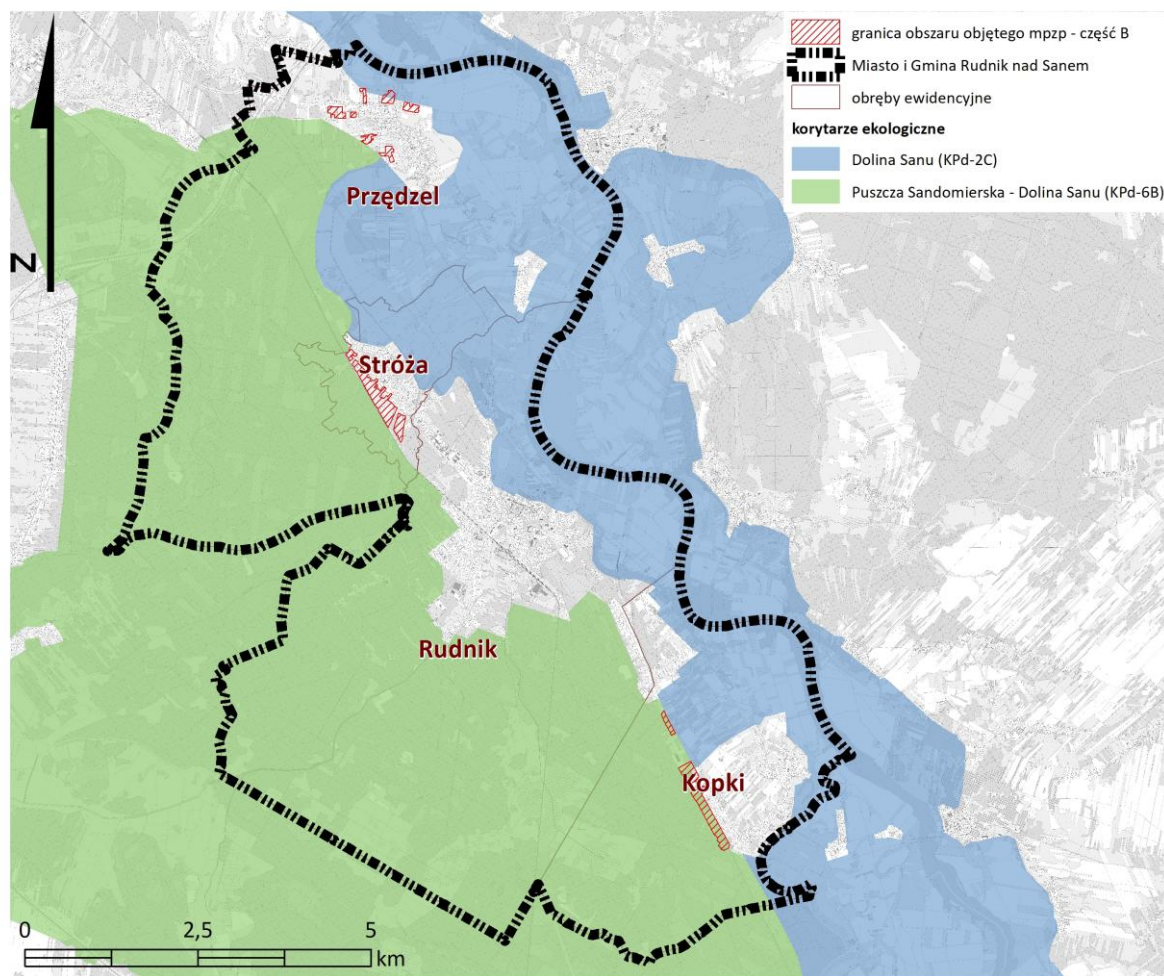 granica obszaru objętego mpzp - część B
Miasto i Gmina Rudnik nad Sanem
obręby ewidencyjne
korytarze ekologiczne
Dolina Sanu (KPd-2C)
Puszcza Sandomierska - Dolina Sanu (KPd-6B)
Przędzel
N
Stróża
Rudnik
Kopki
0 2,5 5
km